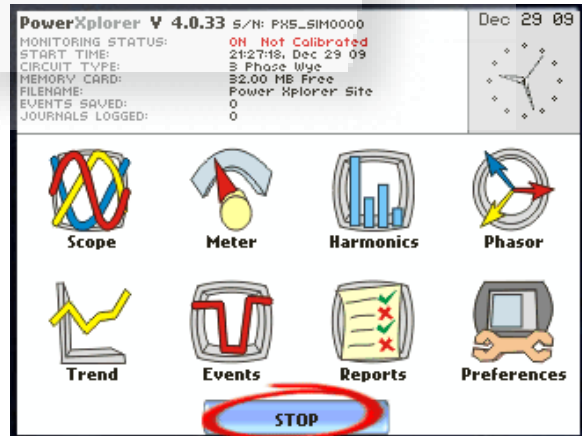 PowerXplorer V 4.0.33 S/N: PX5_SIM0000 Dec 29 09
MONITORING STATUS: ON Not Calibrated
START TIME: 21:27:18, Dec 29 09
CIRCUIT TYPE: 3 Phase Wye
MEMORY CARD: 32.00 MB Free
FILENAME: Power Xplorer Site
EVENTS SAVED: 0
JOURNALS LOGGED: 0
Scope Meter Harmonics Phasor
Trend Events Reports Preferences
STOP